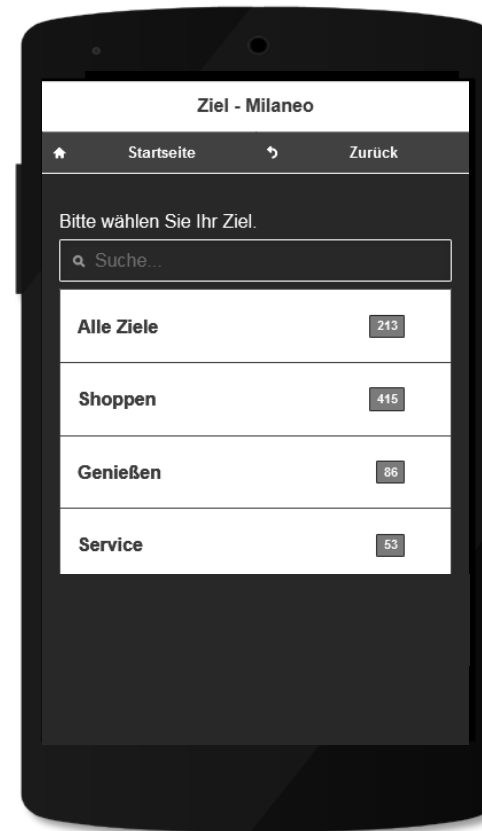 Ziel - Milaneo
Startseite Zurück
Bitte wählen Sie Ihr Ziel.
Suche...
Alle Ziele 213
Shoppen 415
Genießen 86
Service 53